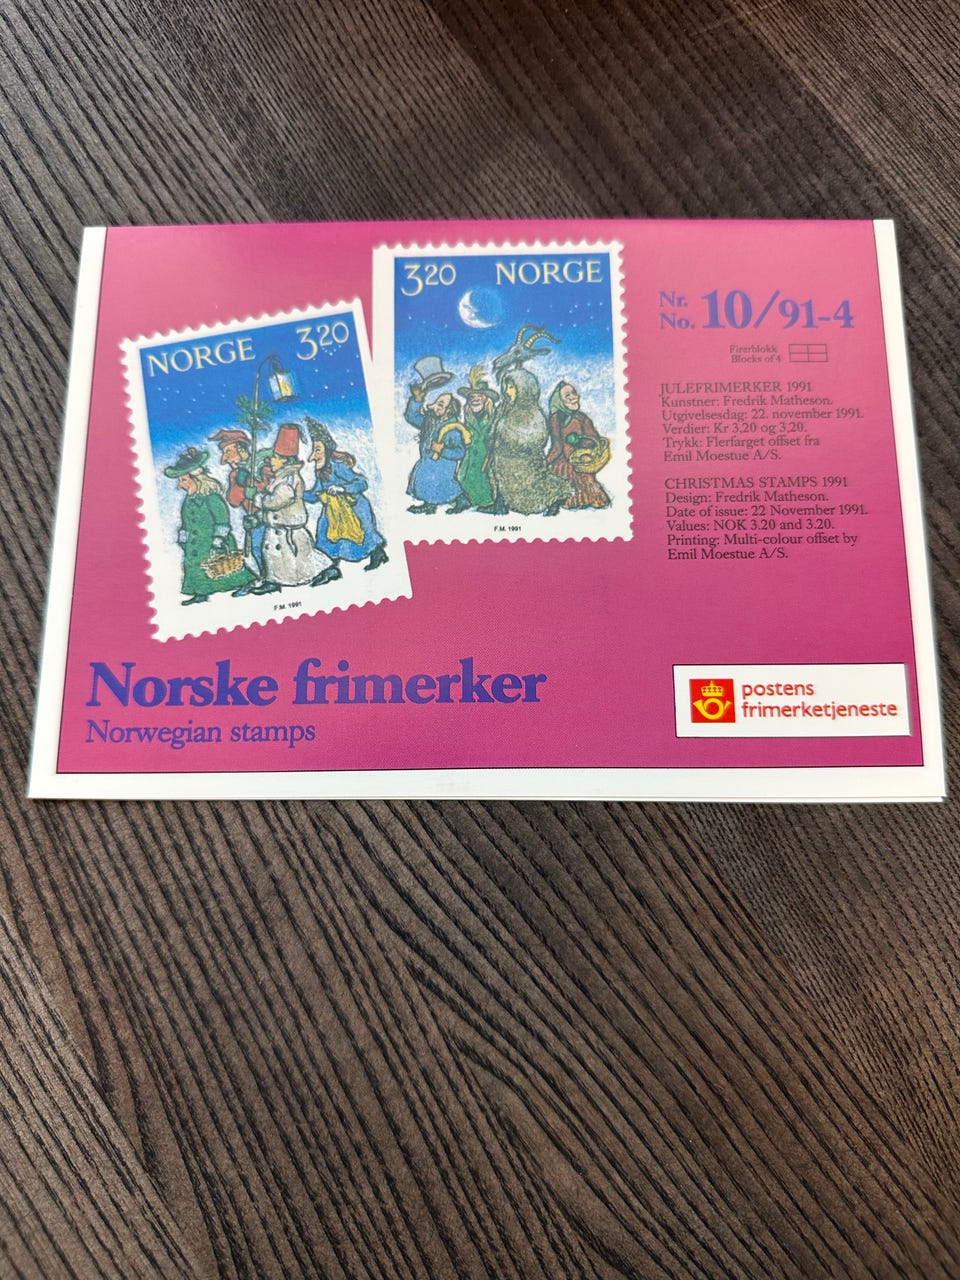 NORGE 3.20
F.M. 1991
3.20 NORGE
F.M. 1991
Nr.
No. 10/91-4
Firerblokk
Blocks of 4
JULEFRIMERKER 1991
Kunstner: Fredrik Matheson.
Utgivelsesdag: 22. november 1991.
Verdier: Kr 3,20 og 3,20.
Trykk: Flerfarget offset fra
Emil Moestue A/S.
CHRISTMAS STAMPS 1991
Design: Fredrik Matheson.
Date of issue: 22 November 1991.
Values: NOK 3.20 and 3.20.
Printing: Multi-colour offset by
Emil Moestue A/S.
Norske frimerker
Norwegian stamps
postens
frimerketjeneste